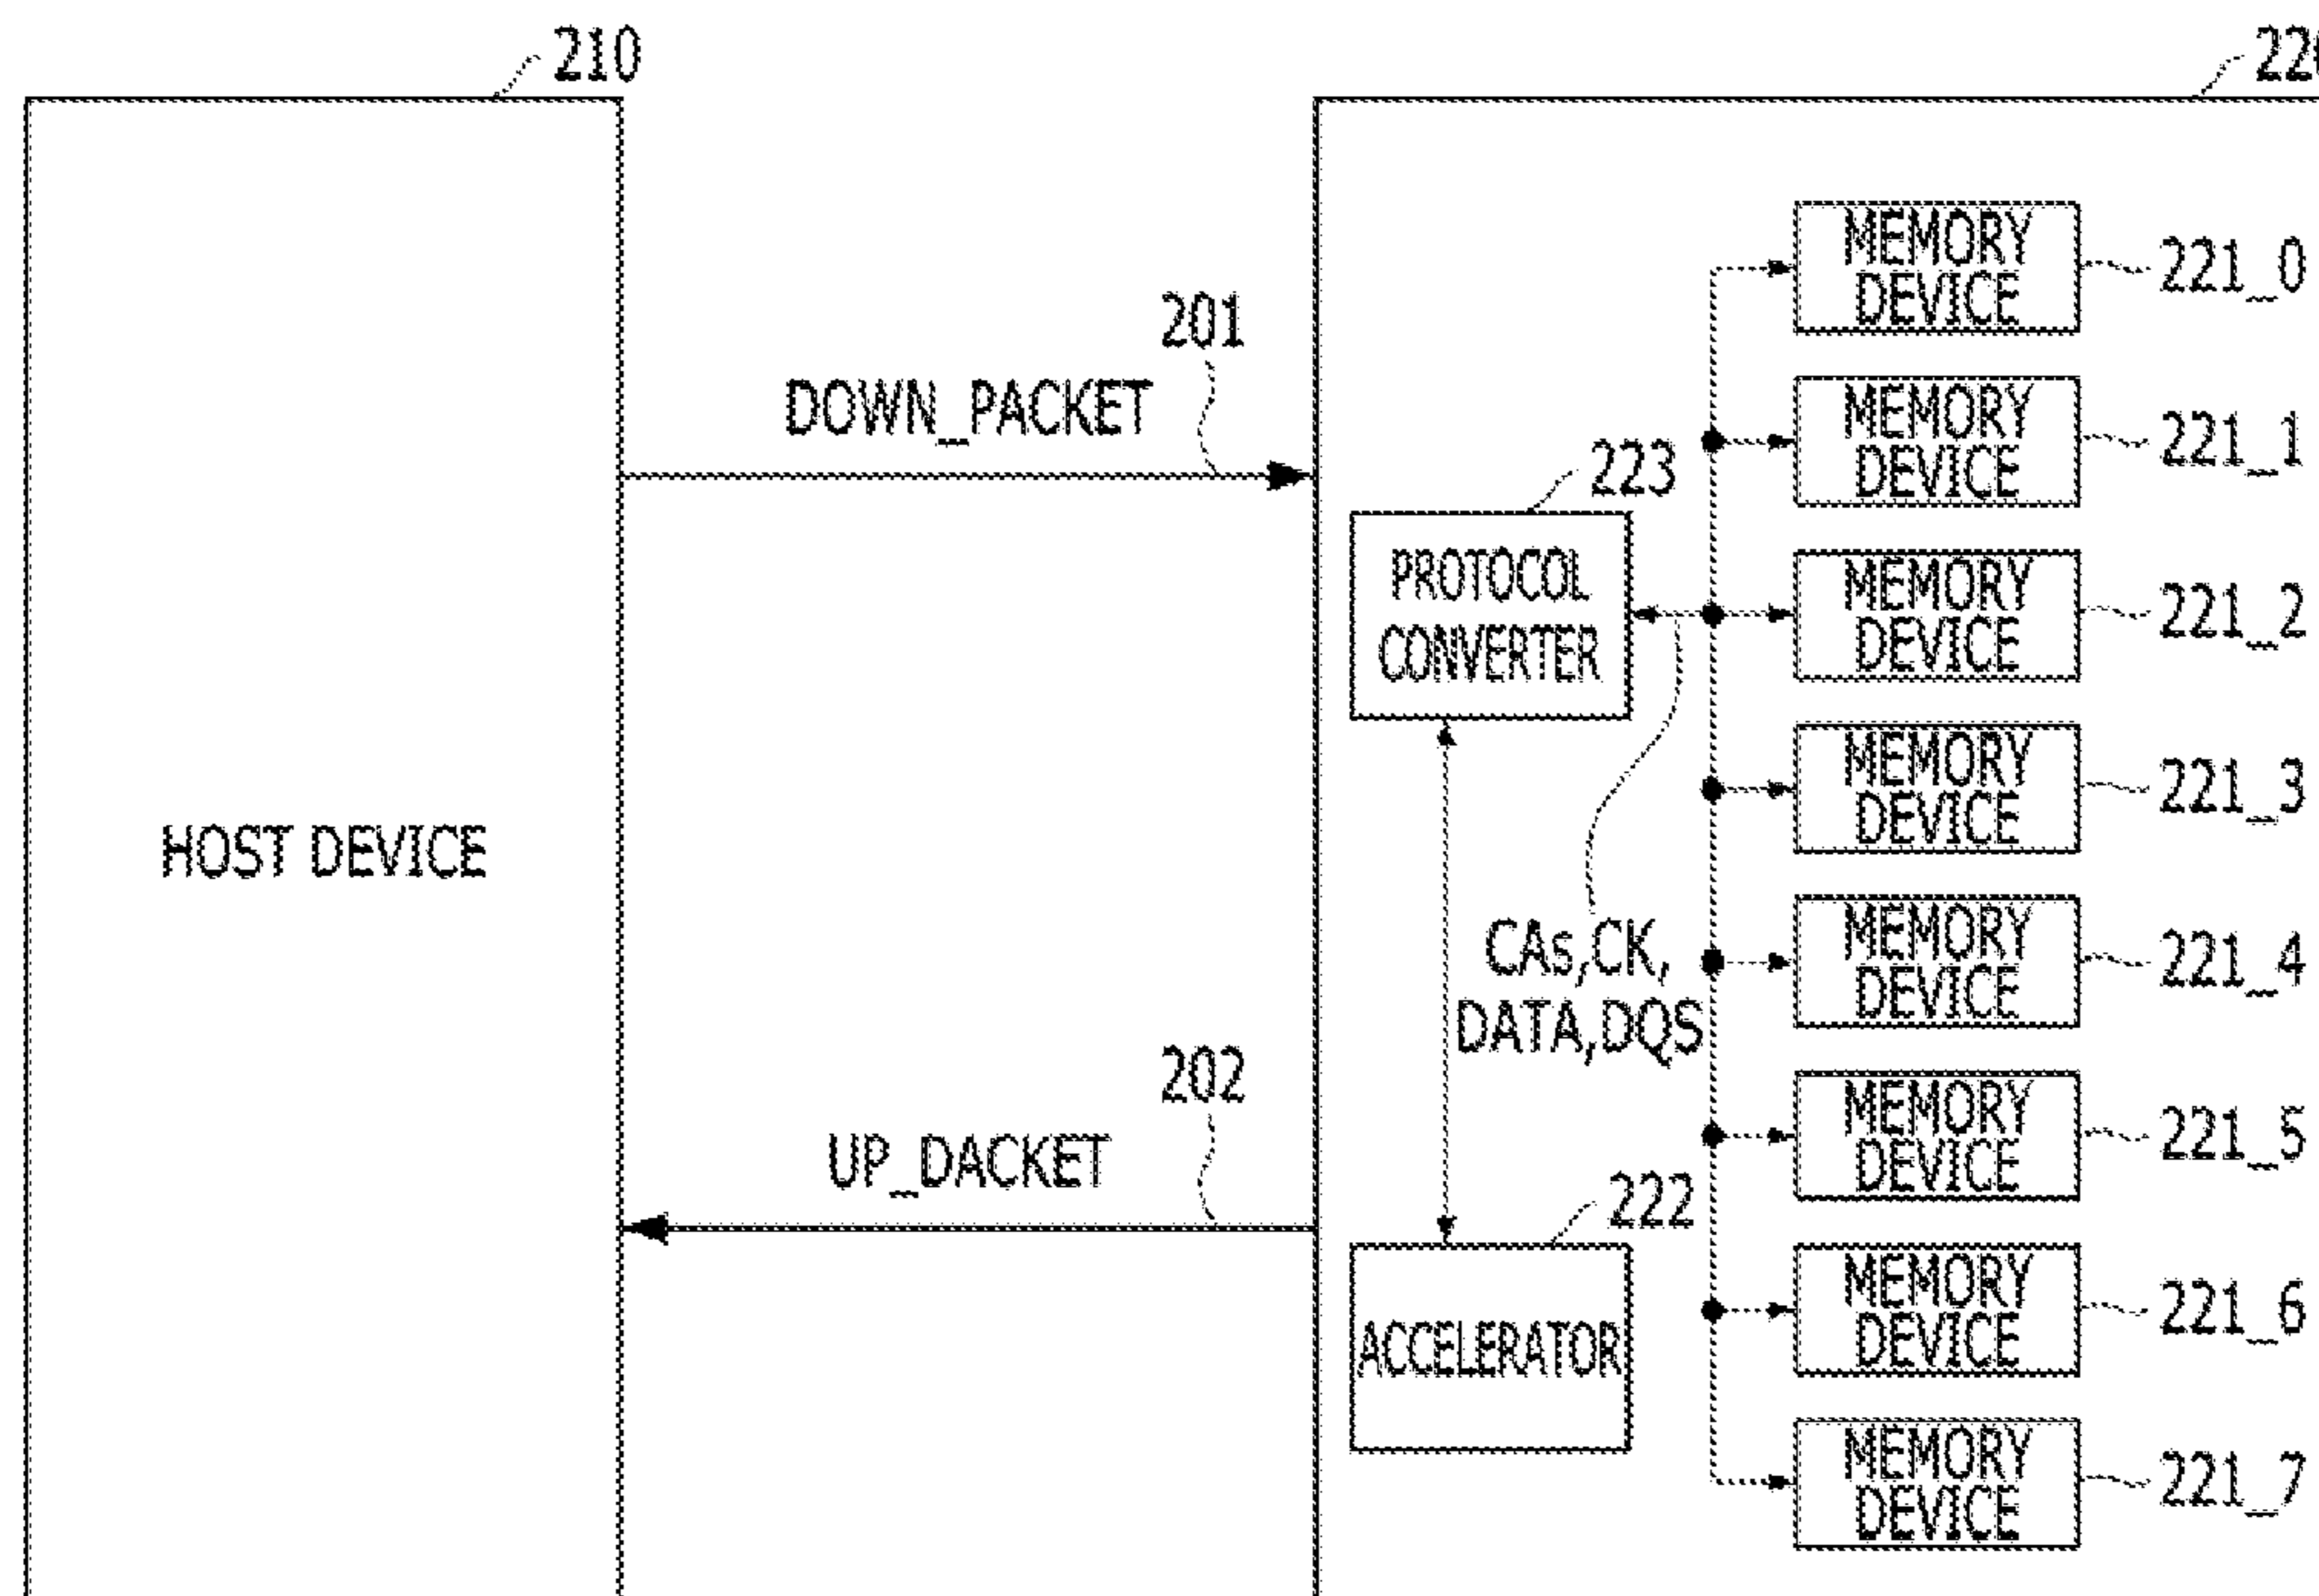 210
220
MEMORY
DEVICE
221_0
201
DOWN_PACKET
MEMORY
DEVICE
221_1
223
PROTOCOL
CONVERTER
MEMORY
DEVICE
221_2
MEMORY
DEVICE
221_3
HOST DEVICE
CAs,CK,
DATA,DQS
MEMORY
DEVICE
221_4
202
UP_DACKET
MEMORY
DEVICE
221_5
222
ACCELERATOR
MEMORY
DEVICE
221_6
MEMORY
DEVICE
221_7